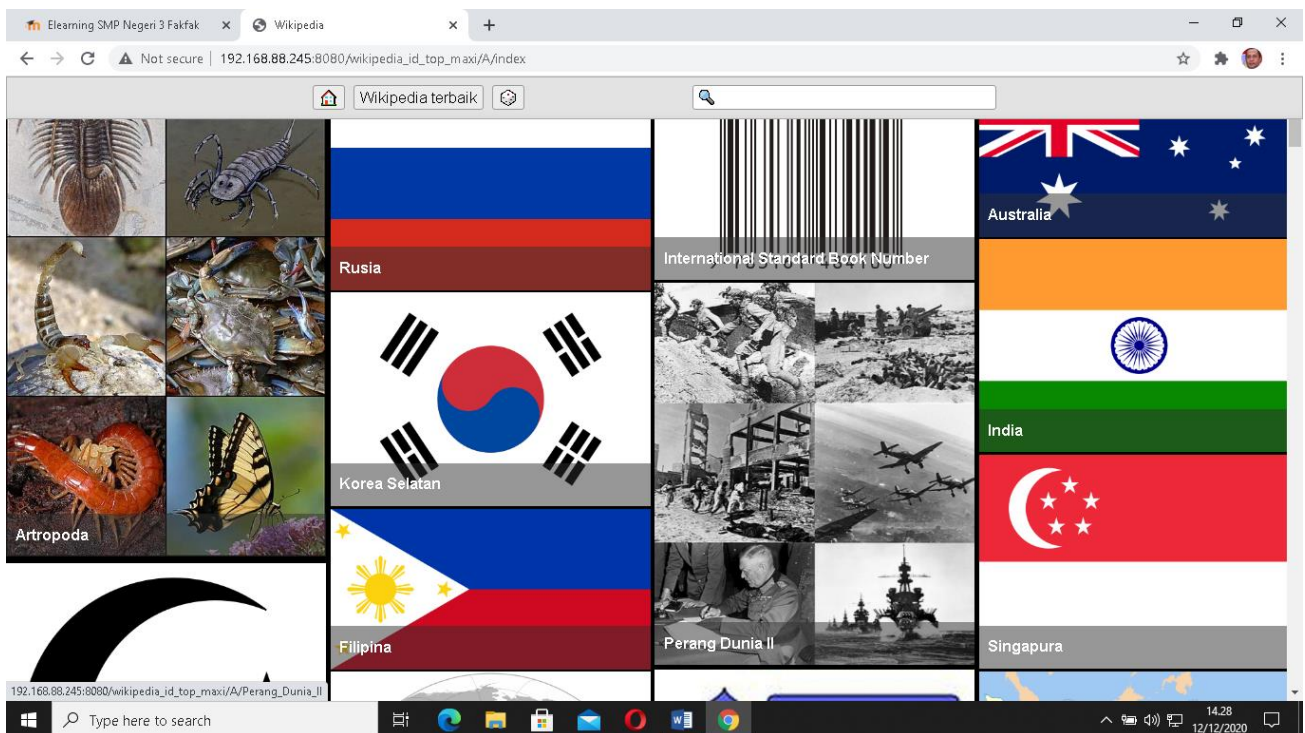 Elearning SMP Negeri 3 Fakfak
Wikipedia
Not secure | 192.168.88.245:8080/wikipedia_id_top_maxi/A/index
Wikipedia terbaik
Artropoda
Rusia
Korea Selatan
Filipina
International Standard Book Number
Perang Dunia II
Australia
India
Singapura
192.168.88.245:8080/wikipedia_id_top_maxi/A/Perang_Dunia_II
Type here to search
14.28
12/12/2020